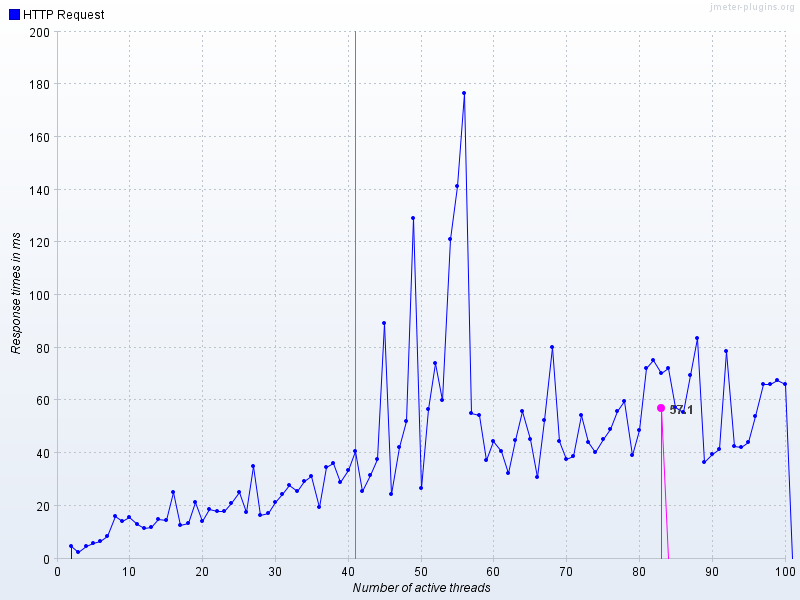 jmeter-plugins.org
HTTP Request
200
180
160
140
120
100
80
60
40
20
0
Response times in ms
57.1
0 10 20 30 40 50 60 70 80 90 100
Number of active threads